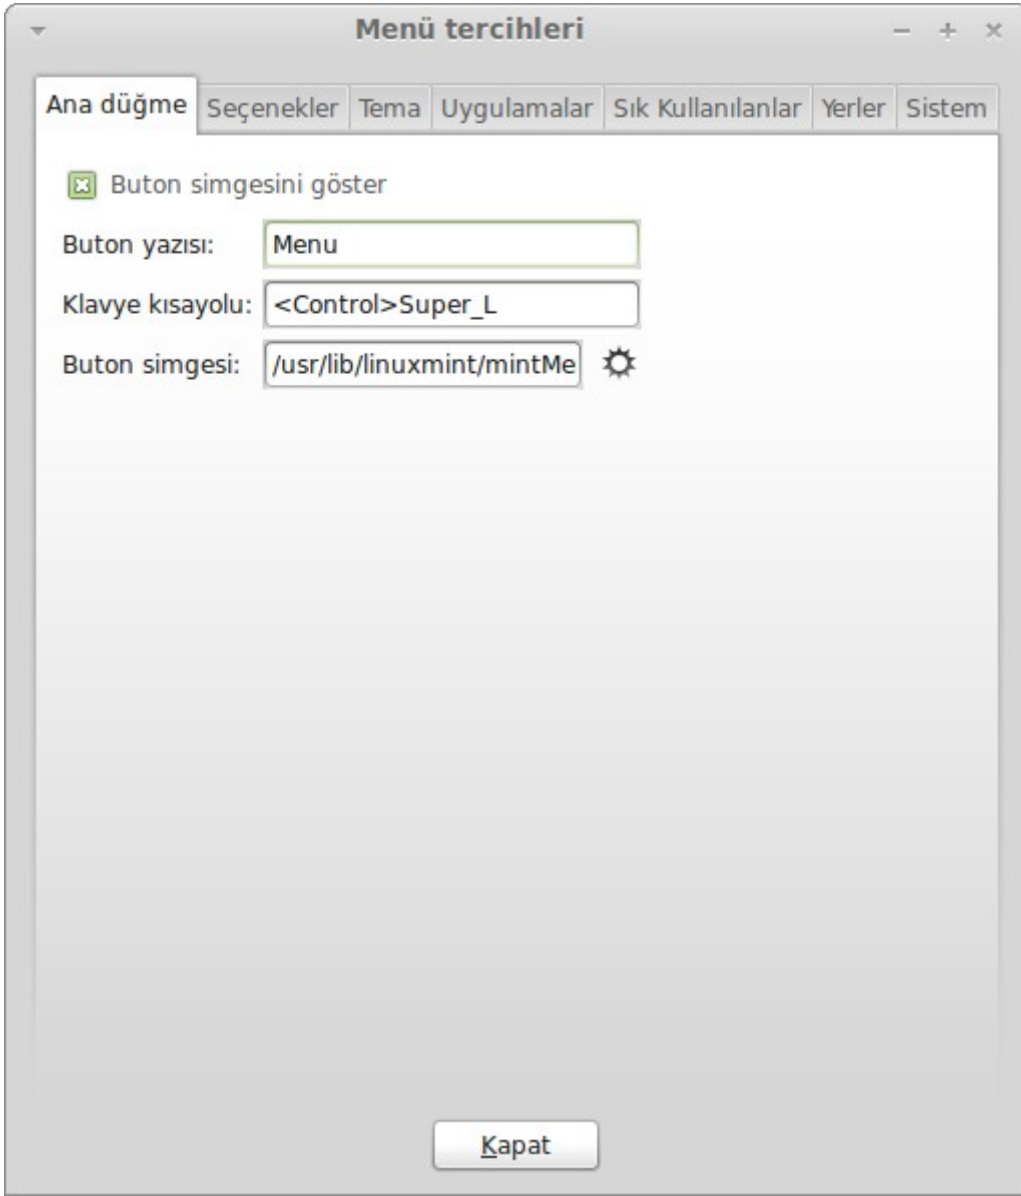 Menü tercihleri
Ana düğme Seçenekler Tema Uygulamalar Sık Kullanılanlar Yerler Sistem
Buton simgesini göster
Buton yazısı: Menu
Klavye kısayolu: <Control>Super_L
Buton simgesi: /usr/lib/linuxmint/mintMe
Kapat